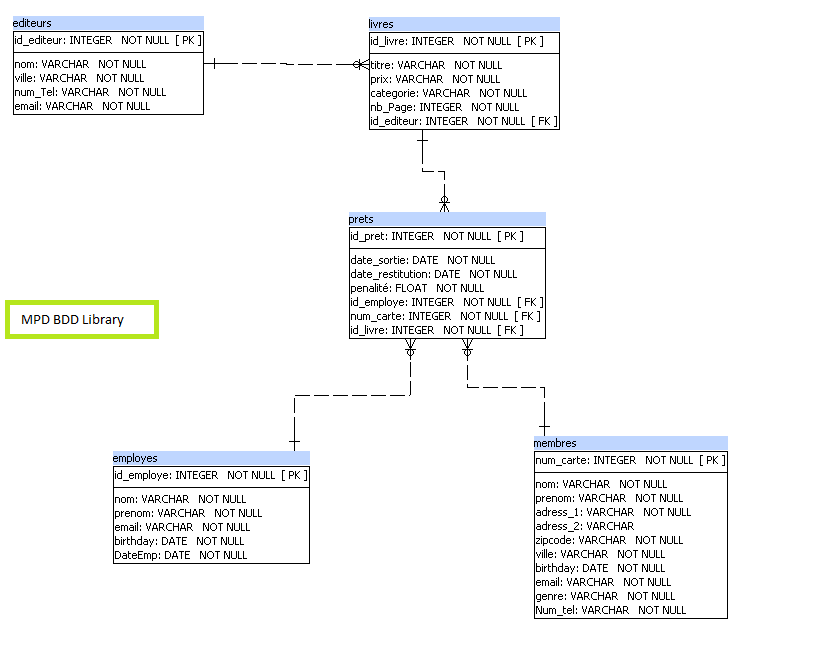 editeurs
id_editeur: INTEGER NOT NULL [ PK ]
nom: VARCHAR NOT NULL
ville: VARCHAR NOT NULL
num_Tel: VARCHAR NOT NULL
email: VARCHAR NOT NULL
livres
id_livre: INTEGER NOT NULL [ PK ]
titre: VARCHAR NOT NULL
prix: VARCHAR NOT NULL
categorie: VARCHAR NOT NULL
nb_Page: INTEGER NOT NULL
id_editeur: INTEGER NOT NULL [ FK ]
prets
id_pret: INTEGER NOT NULL [ PK ]
date_sortie: DATE NOT NULL
date_restitution: DATE NOT NULL
penalité: FLOAT NOT NULL
id_employe: INTEGER NOT NULL [ FK ]
num_carte: INTEGER NOT NULL [ FK ]
id_livre: INTEGER NOT NULL [ FK ]
MPD BDD Library
employes
id_employe: INTEGER NOT NULL [ PK ]
nom: VARCHAR NOT NULL
prenom: VARCHAR NOT NULL
email: VARCHAR NOT NULL
birthday: DATE NOT NULL
DateEmp: DATE NOT NULL
membres
num_carte: INTEGER NOT NULL [ PK ]
nom: VARCHAR NOT NULL
prenom: VARCHAR NOT NULL
adress_1: VARCHAR NOT NULL
adress_2: VARCHAR
zipcode: VARCHAR NOT NULL
ville: VARCHAR NOT NULL
birthday: DATE NOT NULL
email: VARCHAR NOT NULL
genre: VARCHAR NOT NULL
Num_tel: VARCHAR NOT NULL